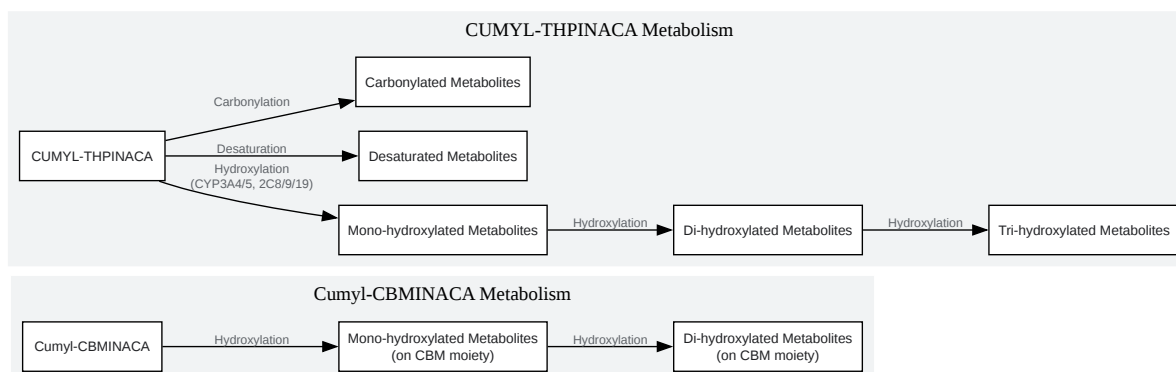 CUMYL-THPINACA Metabolism
Carbonylated Metabolites
Carbonylation
CUMYL-THPINACA
Desaturation
Desaturated Metabolites
Hydroxylation
(CYP3A4/5, 2C8/9/19)
Mono-hydroxylated Metabolites
Hydroxylation
Di-hydroxylated Metabolites
Hydroxylation
Tri-hydroxylated Metabolites
Cumyl-CBMINACA Metabolism
Cumyl-CBMINACA
Hydroxylation
Mono-hydroxylated Metabolites
(on CBM moiety)
Hydroxylation
Di-hydroxylated Metabolites
(on CBM moiety)